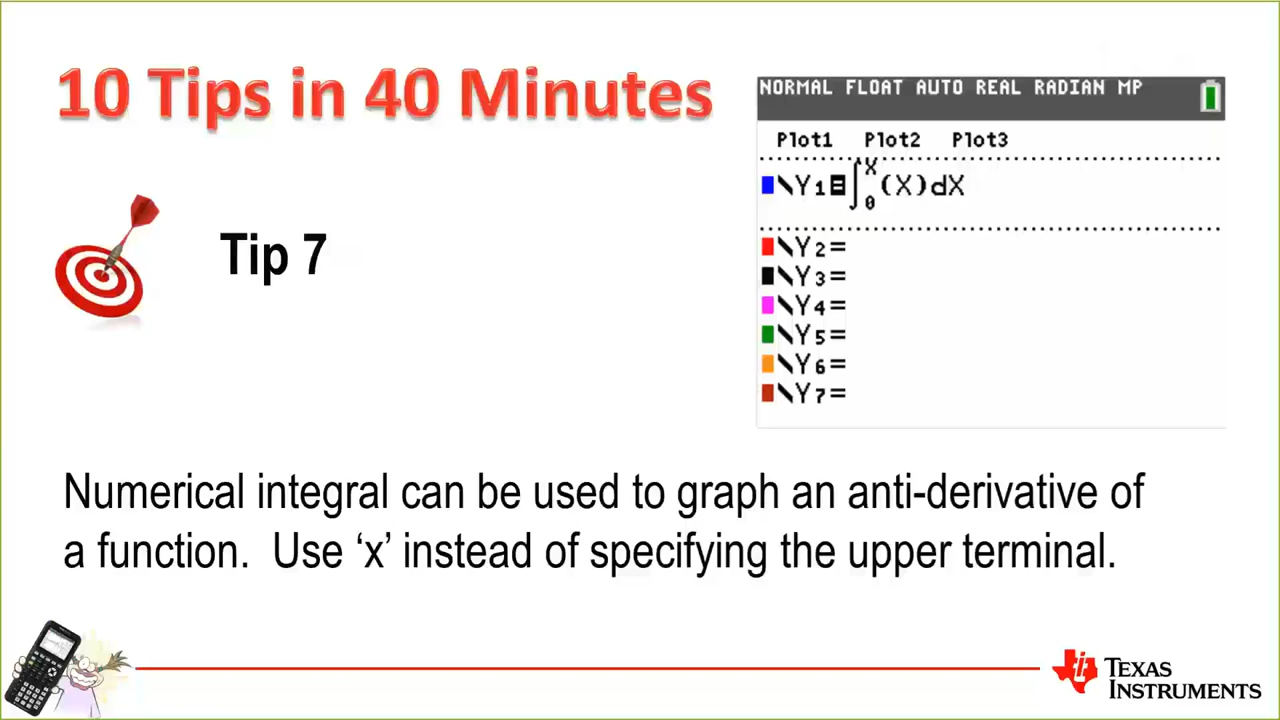 10 Tips in 40 Minutes
Tip 7
NORMAL FLOAT AUTO REAL RADIAN MP
Plot1 Plot2 Plot3
\Y₁=∫₀ˣ(X)dX
\Y₂=
\Y₃=
\Y₄=
\Y₅=
\Y₆=
\Y₇=
Numerical integral can be used to graph an anti-derivative of
a function. Use ‘x’ instead of specifying the upper terminal.
TEXAS
INSTRUMENTS